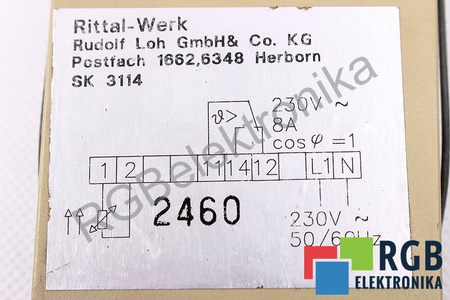 Rittal-Werk
Rudolf Loh GmbH& Co. KG
Postfach 1662,6348 Herborn
SK 3114
RGBelektronika
ϑ>
230V ~
8A
cos φ =1
1 2 11 14 12 L1 N
2460
230V ~
50/60Hz
RGB
ELEKTRONIKA